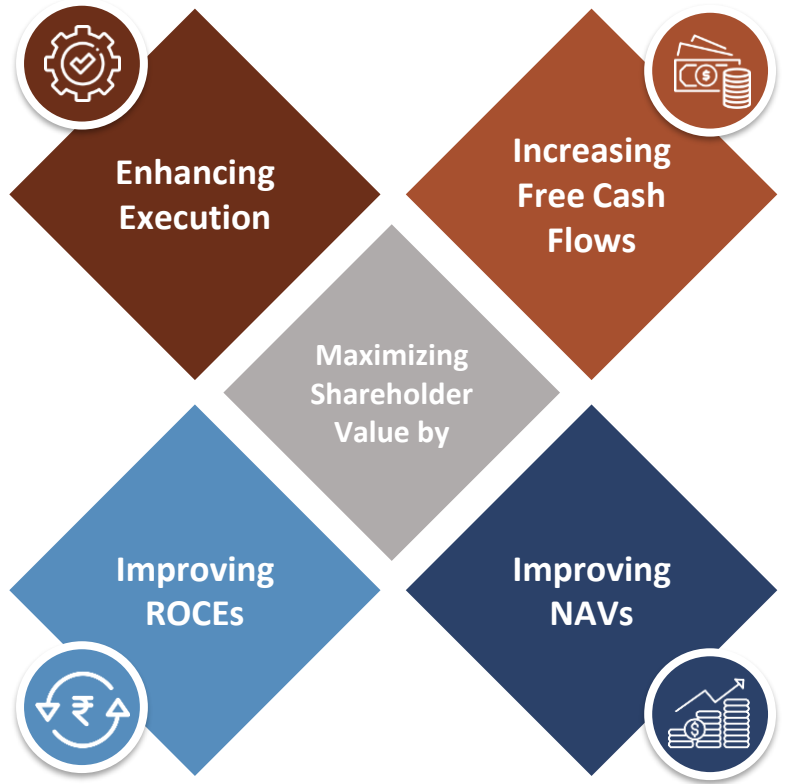 Enhancing
Execution
Increasing
Free Cash
Flows
Maximizing
Shareholder
Value by
Improving
ROCEs
₹
Improving
NAVs
$